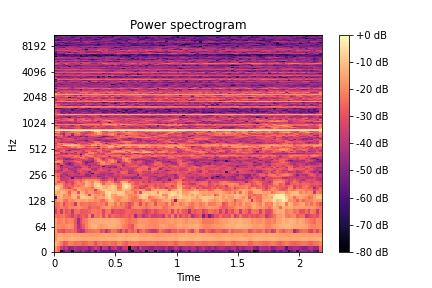 Power spectrogram
8192
4096
2048
1024
512
256
128
64
0
Hz
0
0.5
1
1.5
2
Time
+0 dB
-10 dB
-20 dB
-30 dB
-40 dB
-50 dB
-60 dB
-70 dB
-80 dB